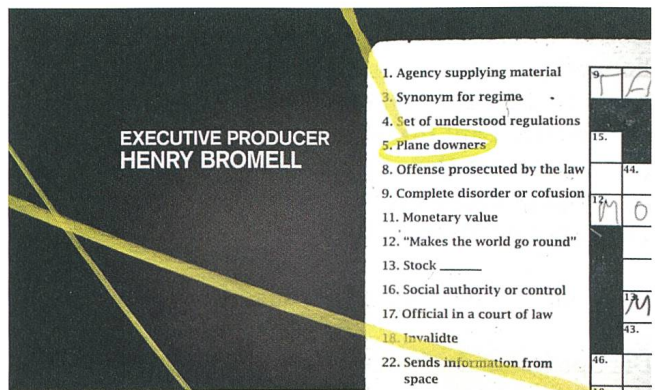 EXECUTIVE PRODUCER
HENRY BROMELL
1. Agency supplying material
3. Synonym for regime
4. Set of understood regulations
5. Plane downers
8. Offense prosecuted by the law
9. Complete disorder or cofusion
11. Monetary value
12. "Makes the world go round"
13. Stock ______
16. Social authority or control
17. Official in a court of law
18. Invalidte
22. Sends information from
space
9.
15.
44.
12. M O
13. M
43.
46.